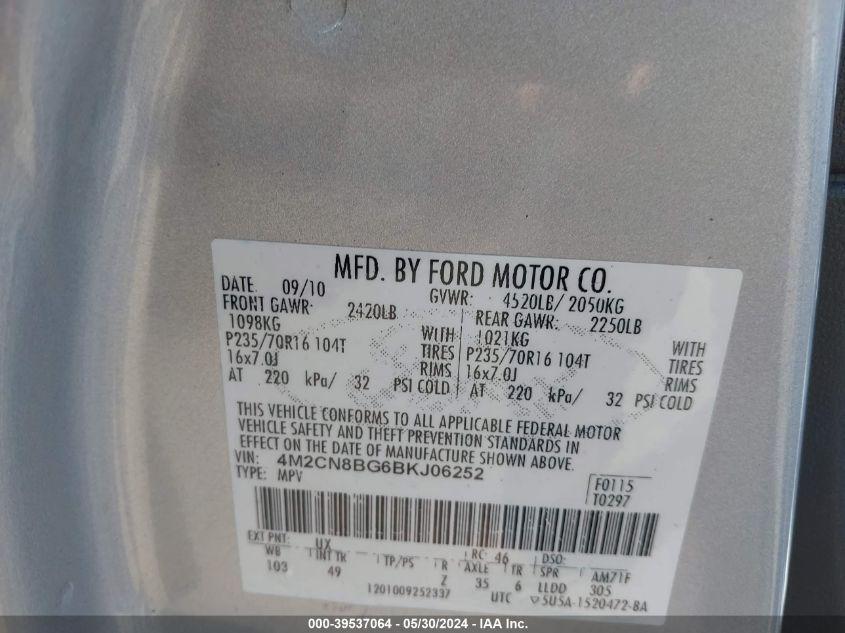 MFD. BY FORD MOTOR CO.
DATE: 09/10 GVWR: 4520LB/ 2050KG
FRONT GAWR: 2420LB REAR GAWR: 2250LB
1098KG WITH 1021KG WITH
P235/70R16 104T TIRES P235/70R16 104T TIRES
16x7.0J RIMS 16x7.0J RIMS
AT 220 kPa/ 32 PSI COLD AT 220 kPa/ 32 PSI COLD
THIS VEHICLE CONFORMS TO ALL APPLICABLE FEDERAL MOTOR
VEHICLE SAFETY AND THEFT PREVENTION STANDARDS IN
EFFECT ON THE DATE OF MANUFACTURE SHOWN ABOVE.
VIN: 4M2CN8BG6BKJ06252 F0115
TYPE: MPV T0297
EXT PNT: UX RC: 46 DSO:
WB INT TR TP/PS R AXLE TR SPR AM71F
103 49 Z 35 6 LLDD 305
1201009252337 UTC ▽5U5A-1520472-BA
000-39537064 - 05/30/2024 - IAA Inc.